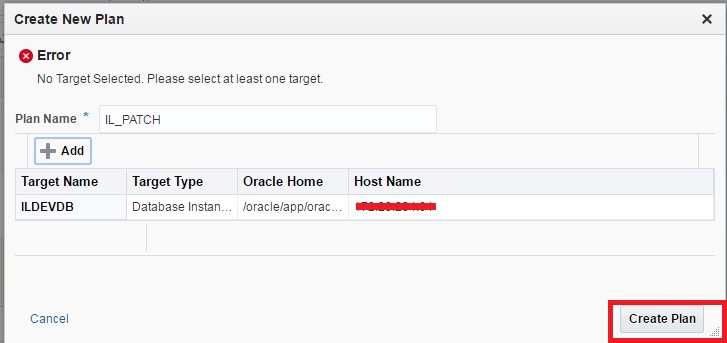 Create New Plan
Error
No Target Selected. Please select at least one target.
Plan Name * IL_PATCH
Add
Target Name Target Type Oracle Home Host Name
ILDEVDB Database Instan... /oracle/app/orac...
Cancel Create Plan